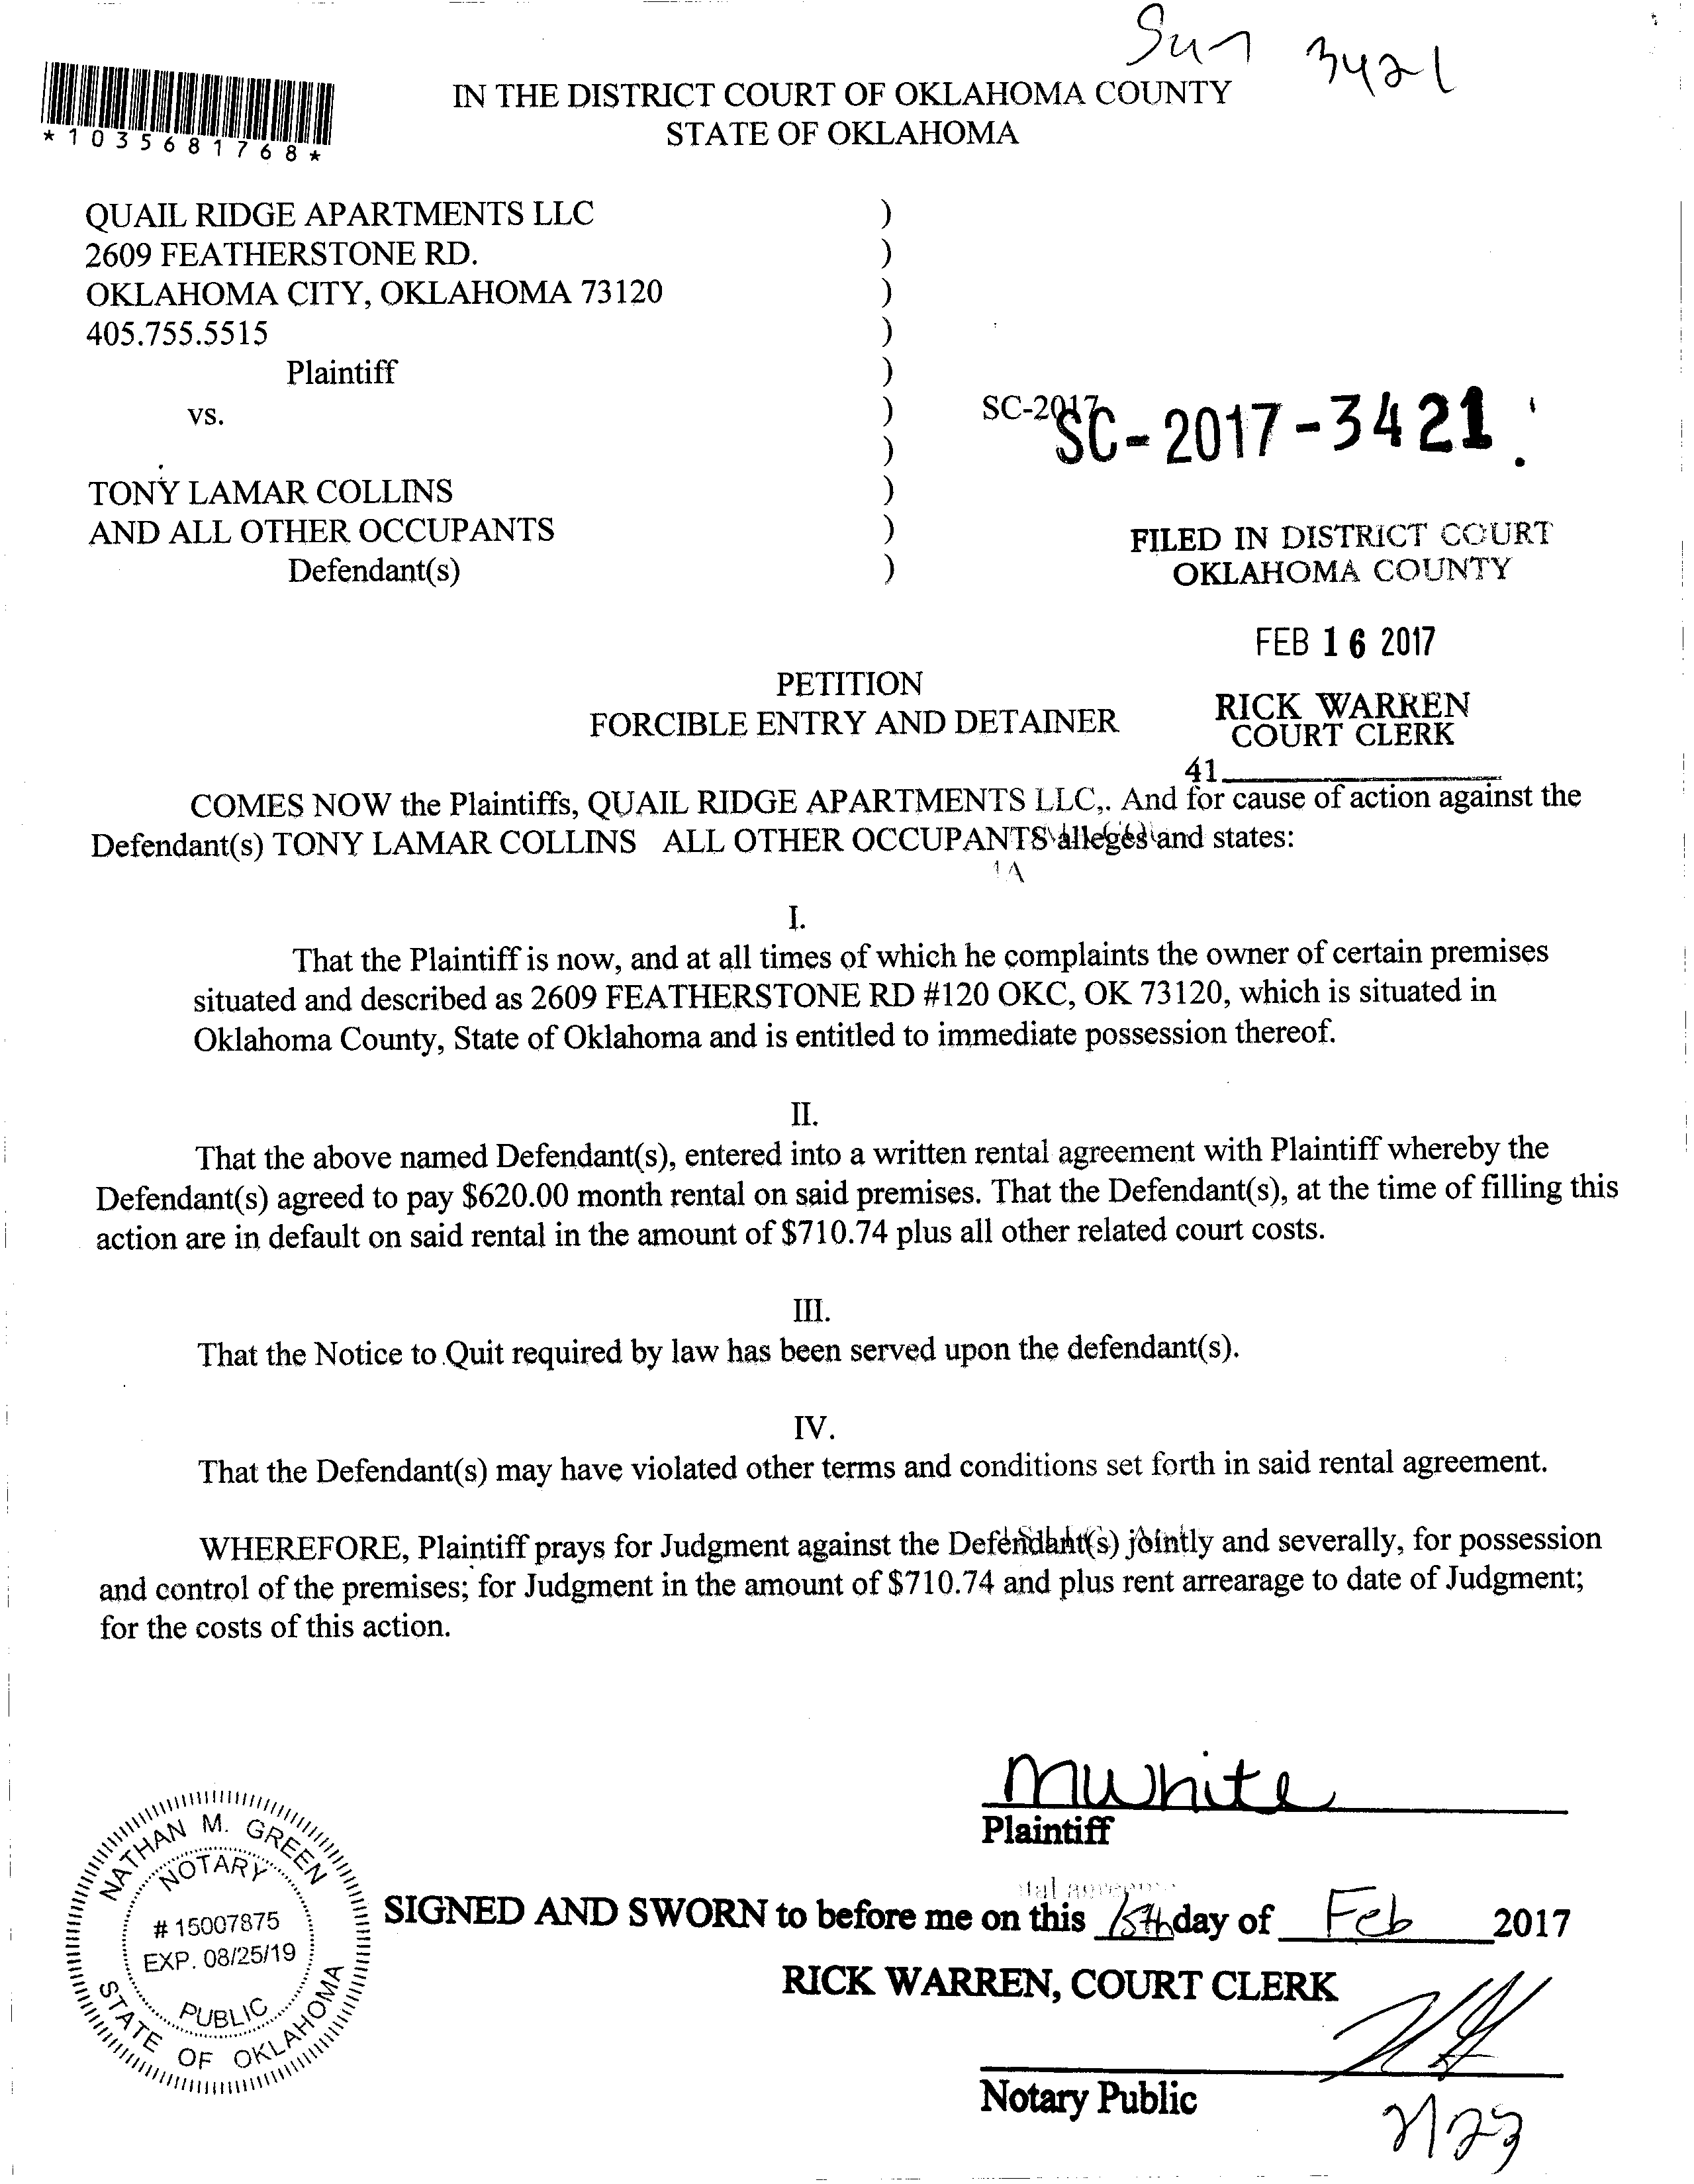 Sun 3421
*1035681768*
IN THE DISTRICT COURT OF OKLAHOMA COUNTY
STATE OF OKLAHOMA
QUAIL RIDGE APARTMENTS LLC )
2609 FEATHERSTONE RD. )
OKLAHOMA CITY, OKLAHOMA 73120 )
405.755.5515 )
Plaintiff )
vs. )
)
TONY LAMAR COLLINS )
AND ALL OTHER OCCUPANTS )
Defendant(s) )
SC-2017
SC-2017-3421
FILED IN DISTRICT COURT
OKLAHOMA COUNTY
FEB 16 2017
RICK WARREN
COURT CLERK
41
PETITION
FORCIBLE ENTRY AND DETAINER
COMES NOW the Plaintiffs, QUAIL RIDGE APARTMENTS LLC,. And for cause of action against the
Defendant(s) TONY LAMAR COLLINS ALL OTHER OCCUPANTS alleges and states:
I.
That the Plaintiff is now, and at all times of which he complaints the owner of certain premises
situated and described as 2609 FEATHERSTONE RD #120 OKC, OK 73120, which is situated in
Oklahoma County, State of Oklahoma and is entitled to immediate possession thereof.
II.
That the above named Defendant(s), entered into a written rental agreement with Plaintiff whereby the
Defendant(s) agreed to pay $620.00 month rental on said premises. That the Defendant(s), at the time of filling this
action are in default on said rental in the amount of $710.74 plus all other related court costs.
III.
That the Notice to Quit required by law has been served upon the defendant(s).
IV.
That the Defendant(s) may have violated other terms and conditions set forth in said rental agreement.
WHEREFORE, Plaintiff prays for Judgment against the Defendant(s) jointly and severally, for possession
and control of the premises; for Judgment in the amount of $710.74 and plus rent arrearage to date of Judgment;
for the costs of this action.
MWhite
Plaintiff
NATHAN M. GREEN
NOTARY
# 15007875
EXP. 08/25/19
PUBLIC
STATE OF OKLAHOMA
SIGNED AND SWORN to before me on this 15th day of Feb 2017
RICK WARREN, COURT CLERK
Notary Public
2/23